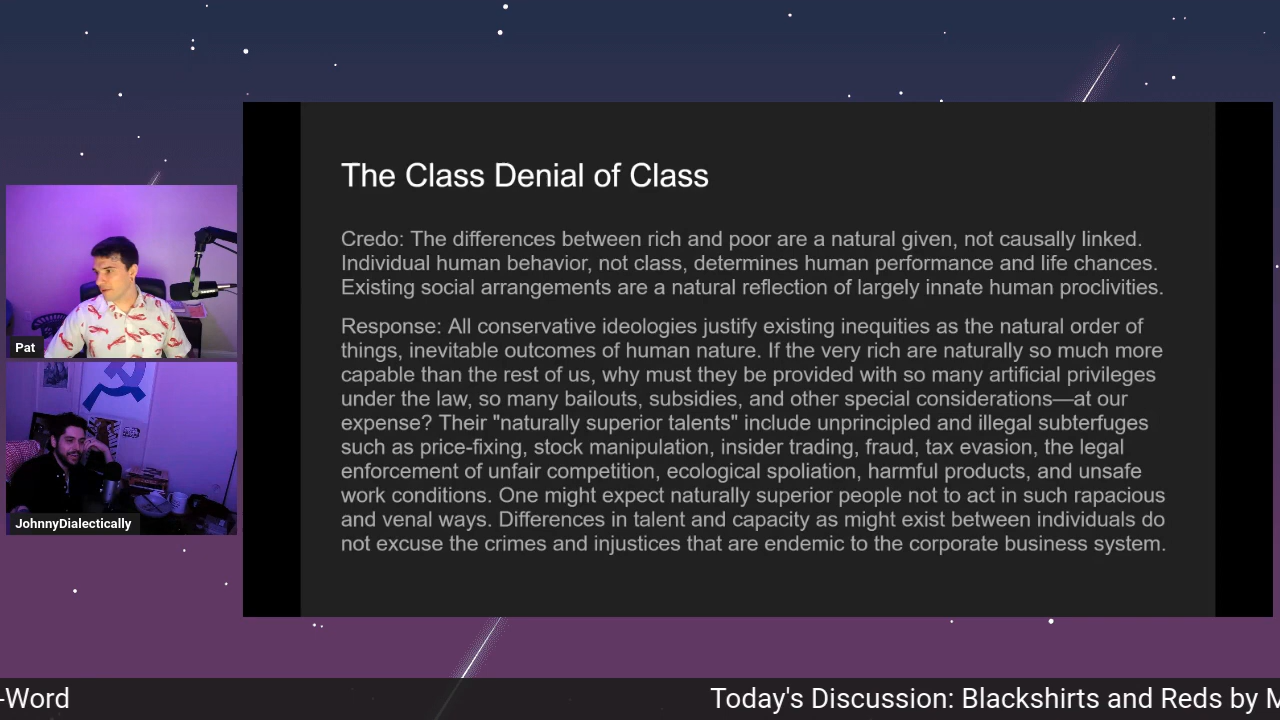 The Class Denial of Class
Credo: The differences between rich and poor are a natural given, not causally linked.
Individual human behavior, not class, determines human performance and life chances.
Existing social arrangements are a natural reflection of largely innate human proclivities.
Response: All conservative ideologies justify existing inequities as the natural order of
things, inevitable outcomes of human nature. If the very rich are naturally so much more
capable than the rest of us, why must they be provided with so many artificial privileges
under the law, so many bailouts, subsidies, and other special considerations—at our
expense? Their "naturally superior talents" include unprincipled and illegal subterfuges
such as price-fixing, stock manipulation, insider trading, fraud, tax evasion, the legal
enforcement of unfair competition, ecological spoliation, harmful products, and unsafe
work conditions. One might expect naturally superior people not to act in such rapacious
and venal ways. Differences in talent and capacity as might exist between individuals do
not excuse the crimes and injustices that are endemic to the corporate business system.
Pat
JohnnyDialectically
-Word
Today's Discussion: Blackshirts and Reds by M